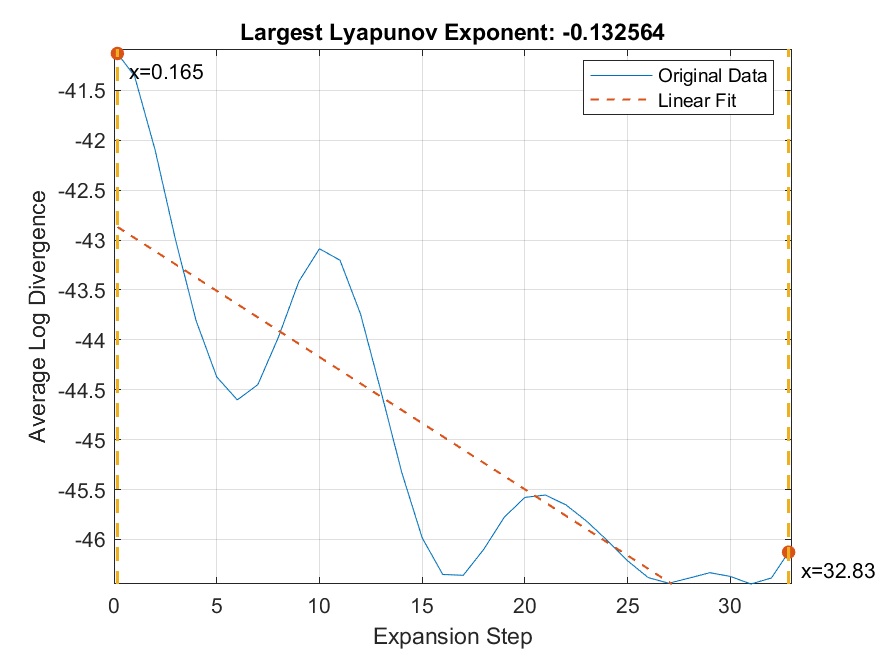 Largest Lyapunov Exponent: -0.132564
x=0.165
Original Data
Linear Fit
-41.5
-42
-42.5
-43
-43.5
-44
-44.5
-45
-45.5
-46
Average Log Divergence
x=32.83
0 5 10 15 20 25 30
Expansion Step